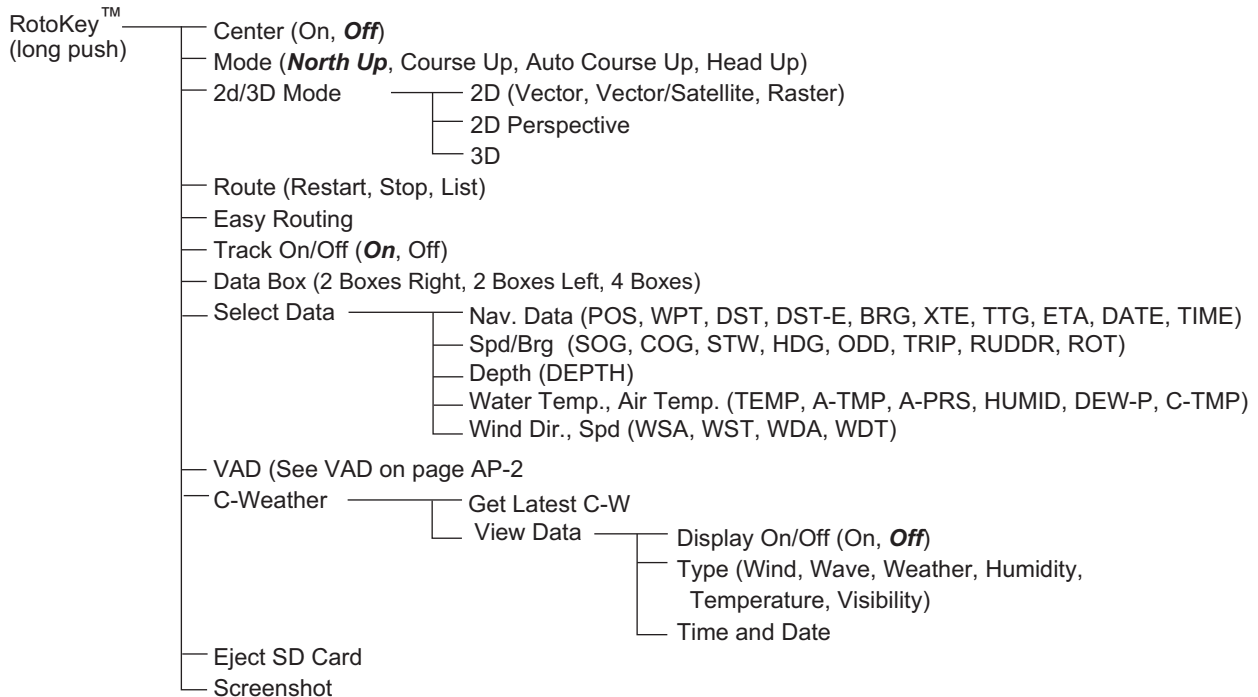 RotoKey™
(long push)
Center (On, Off)
Mode (North Up, Course Up, Auto Course Up, Head Up)
2d/3D Mode
2D (Vector, Vector/Satellite, Raster)
2D Perspective
3D
Route (Restart, Stop, List)
Easy Routing
Track On/Off (On, Off)
Data Box (2 Boxes Right, 2 Boxes Left, 4 Boxes)
Select Data
Nav. Data (POS, WPT, DST, DST-E, BRG, XTE, TTG, ETA, DATE, TIME)
Spd/Brg (SOG, COG, STW, HDG, ODD, TRIP, RUDDR, ROT)
Depth (DEPTH)
Water Temp., Air Temp. (TEMP, A-TMP, A-PRS, HUMID, DEW-P, C-TMP)
Wind Dir., Spd (WSA, WST, WDA, WDT)
VAD (See VAD on page AP-2
C-Weather
Get Latest C-W
View Data
Display On/Off (On, Off)
Type (Wind, Wave, Weather, Humidity,
Temperature, Visibility)
Time and Date
Eject SD Card
Screenshot